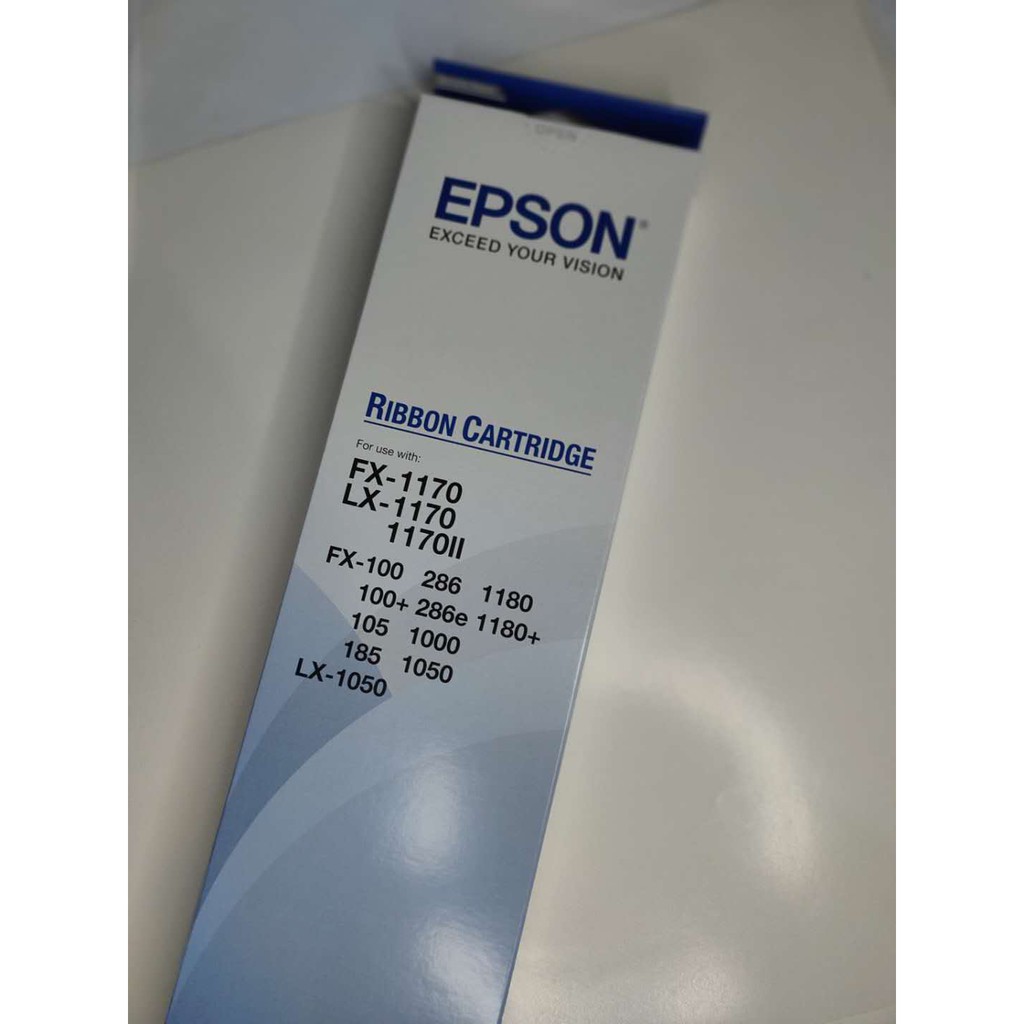 OPEN
EPSON®
EXCEED YOUR VISION
RIBBON CARTRIDGE
For use with:
FX-1170
LX-1170
1170II
FX-100 286 1180
100+ 286e 1180+
105 1000
185 1050
LX-1050